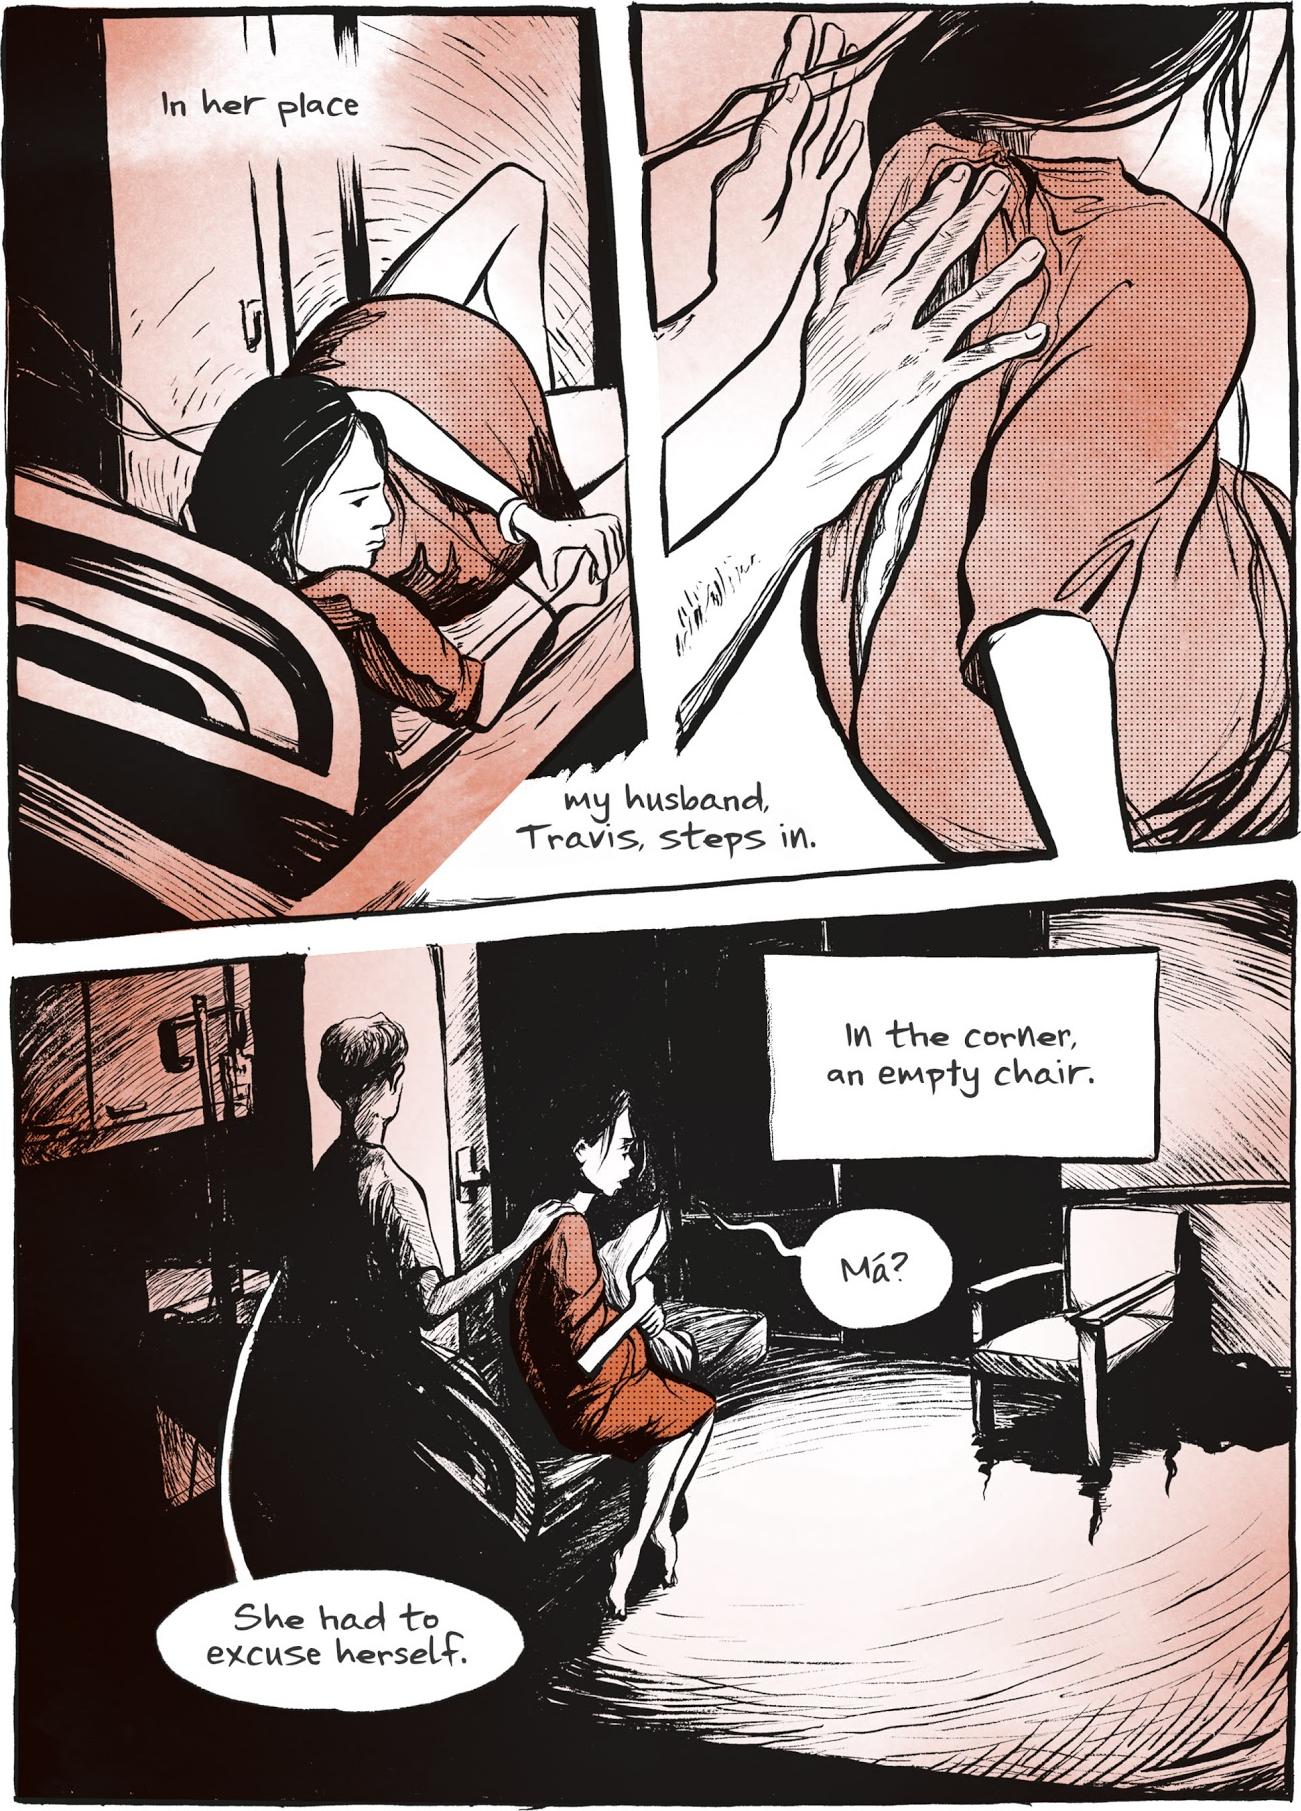 In her place
my husband,
Travis, steps in.
In the corner,
an empty chair.
Má?
She had to
excuse herself.